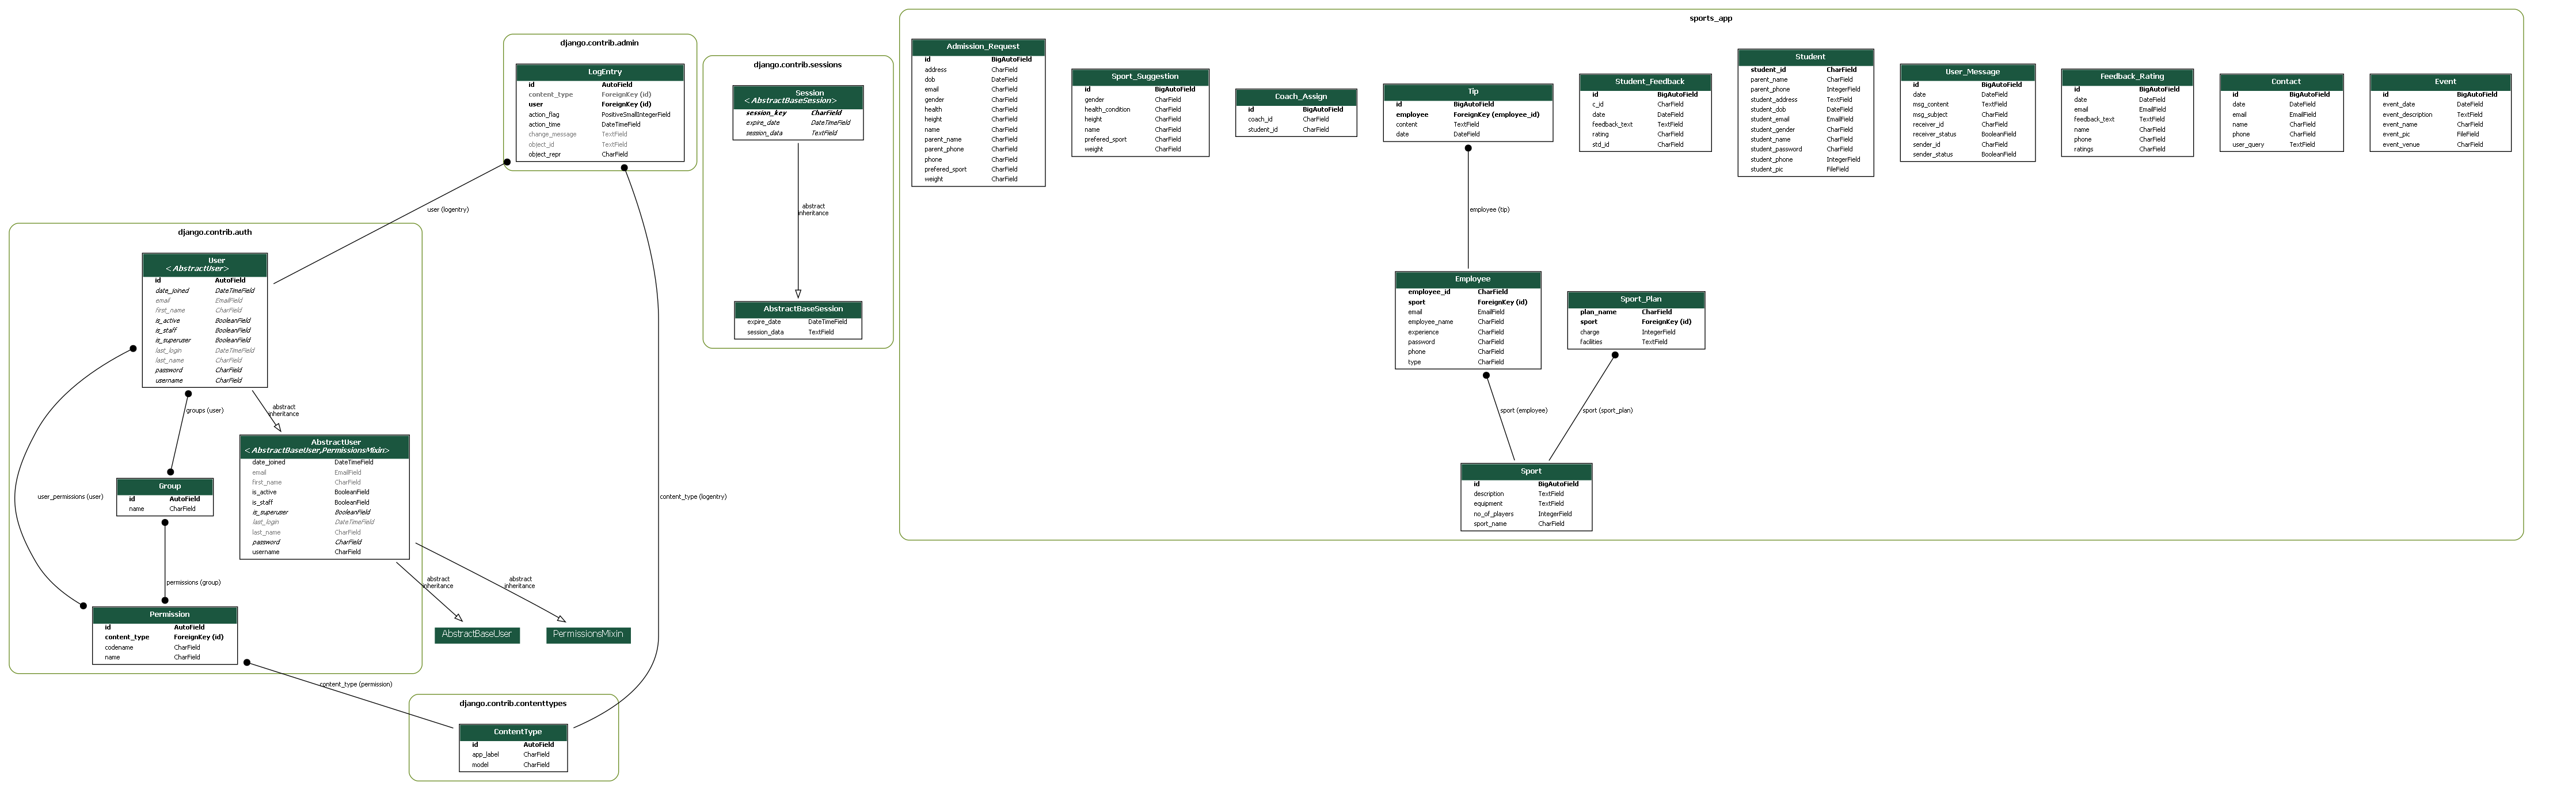 sports_app
django.contrib.admin
LogEntry
id AutoField
content_type ForeignKey (id)
user ForeignKey (id)
action_flag PositiveSmallIntegerField
action_time DateTimeField
change_message TextField
object_id TextField
object_repr CharField
django.contrib.sessions
Session
<AbstractBaseSession>
session_key CharField
expire_date DateTimeField
session_data TextField
abstract
inheritance
AbstractBaseSession
expire_date DateTimeField
session_data TextField
Admission_Request
id BigAutoField
address CharField
dob DateField
email CharField
gender CharField
health CharField
height CharField
name CharField
parent_name CharField
parent_phone CharField
phone CharField
prefered_sport CharField
weight CharField
Sport_Suggestion
id BigAutoField
gender CharField
health_condition CharField
height CharField
name CharField
prefered_sport CharField
weight CharField
Coach_Assign
id BigAutoField
coach_id CharField
student_id CharField
Tip
id BigAutoField
employee ForeignKey (employee_id)
content TextField
date DateField
Student_Feedback
id BigAutoField
c_id CharField
date DateField
feedback_text TextField
rating CharField
std_id CharField
Student
student_id CharField
parent_name CharField
parent_phone IntegerField
student_address TextField
student_dob DateField
student_email EmailField
student_gender CharField
student_name CharField
student_password CharField
student_phone IntegerField
student_pic FileField
User_Message
id BigAutoField
date DateField
msg_content TextField
msg_subject CharField
receiver_id CharField
receiver_status BooleanField
sender_id CharField
sender_status BooleanField
Feedback_Rating
id BigAutoField
date DateField
email EmailField
feedback_text TextField
name CharField
phone CharField
ratings CharField
Contact
id BigAutoField
date DateField
email EmailField
name CharField
phone CharField
user_query TextField
Event
id BigAutoField
event_date DateField
event_description TextField
event_name CharField
event_pic FileField
event_venue CharField
user (logentry)
employee (tip)
django.contrib.auth
User
<AbstractUser>
id AutoField
date_joined DateTimeField
email EmailField
first_name CharField
is_active BooleanField
is_staff BooleanField
is_superuser BooleanField
last_login DateTimeField
last_name CharField
password CharField
username CharField
Employee
employee_id CharField
sport ForeignKey (id)
email EmailField
employee_name CharField
experience CharField
password CharField
phone CharField
type CharField
Sport_Plan
plan_name CharField
sport ForeignKey (id)
charge IntegerField
facilities TextField
groups (user)
abstract
inheritance
sport (employee)
sport (sport_plan)
AbstractUser
<AbstractBaseUser,PermissionsMixin>
date_joined DateTimeField
email EmailField
first_name CharField
is_active BooleanField
is_staff BooleanField
is_superuser BooleanField
last_login DateTimeField
last_name CharField
password CharField
username CharField
Sport
id BigAutoField
description TextField
equipment TextField
no_of_players IntegerField
sport_name CharField
user_permissions (user)
Group
id AutoField
name CharField
content_type (logentry)
permissions (group)
abstract
inheritance
abstract
inheritance
Permission
id AutoField
content_type ForeignKey (id)
codename CharField
name CharField
AbstractBaseUser
PermissionsMixin
content_type (permission)
django.contrib.contenttypes
ContentType
id AutoField
app_label CharField
model CharField